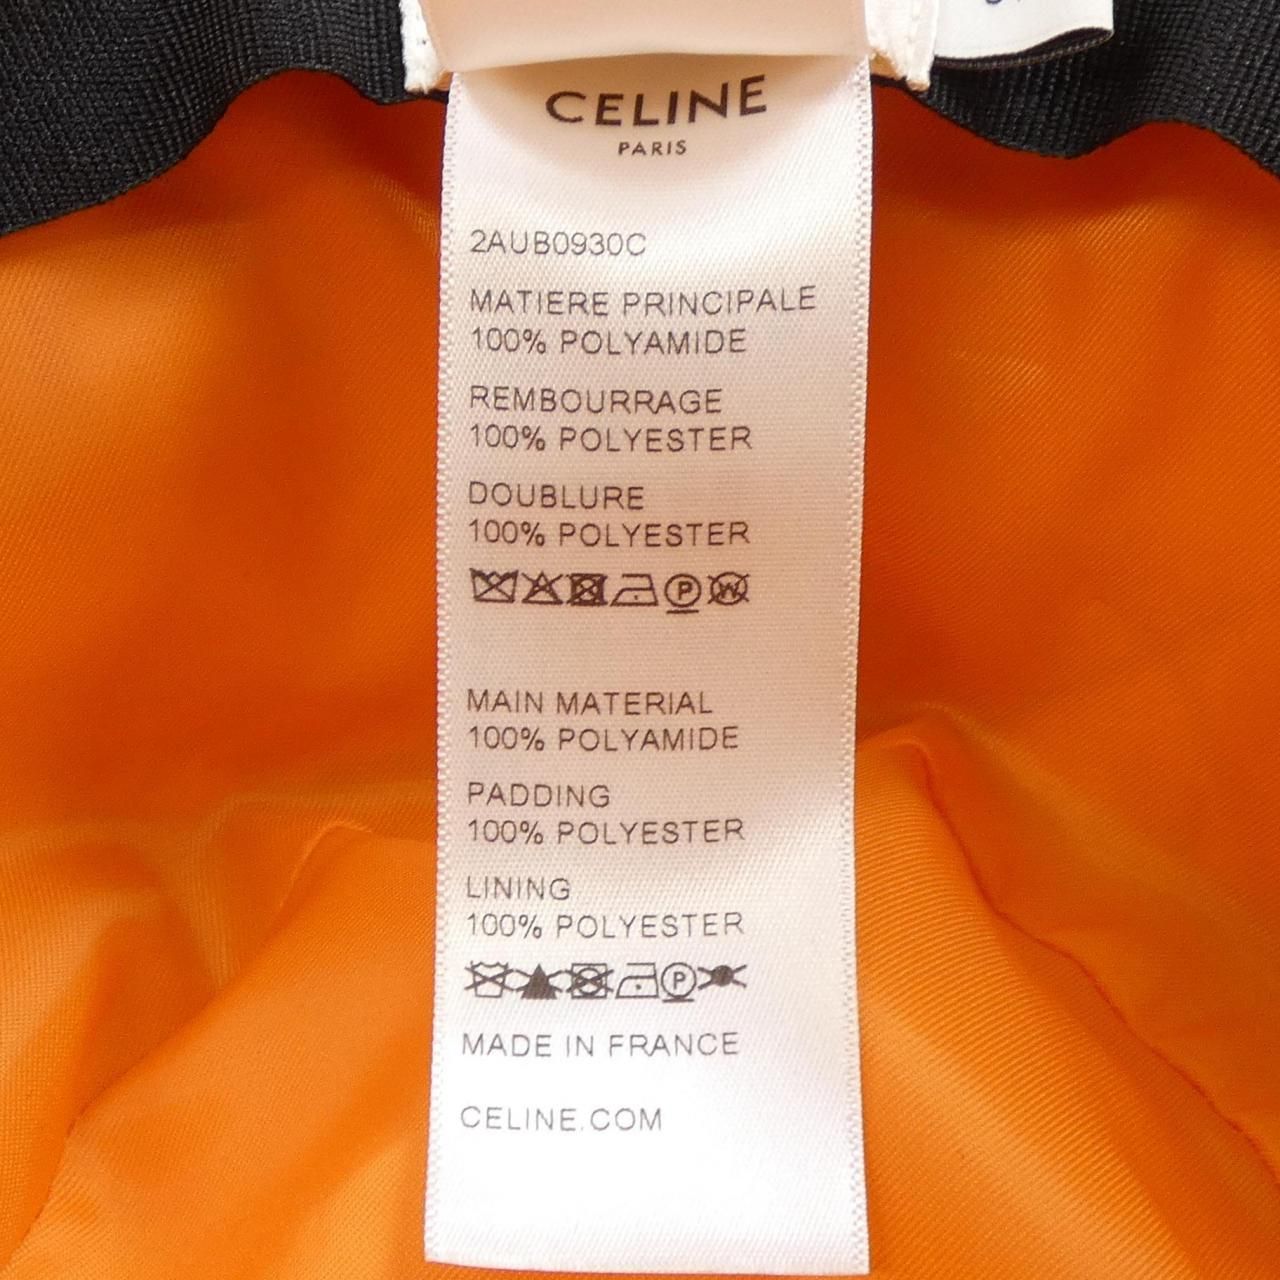 CELINE
PARIS
2AUB0930C
MATIERE PRINCIPALE
100% POLYAMIDE
REMBOURRAGE
100% POLYESTER
DOUBLURE
100% POLYESTER
P W
MAIN MATERIAL
100% POLYAMIDE
PADDING
100% POLYESTER
LINING
100% POLYESTER
P
MADE IN FRANCE
CELINE.COM